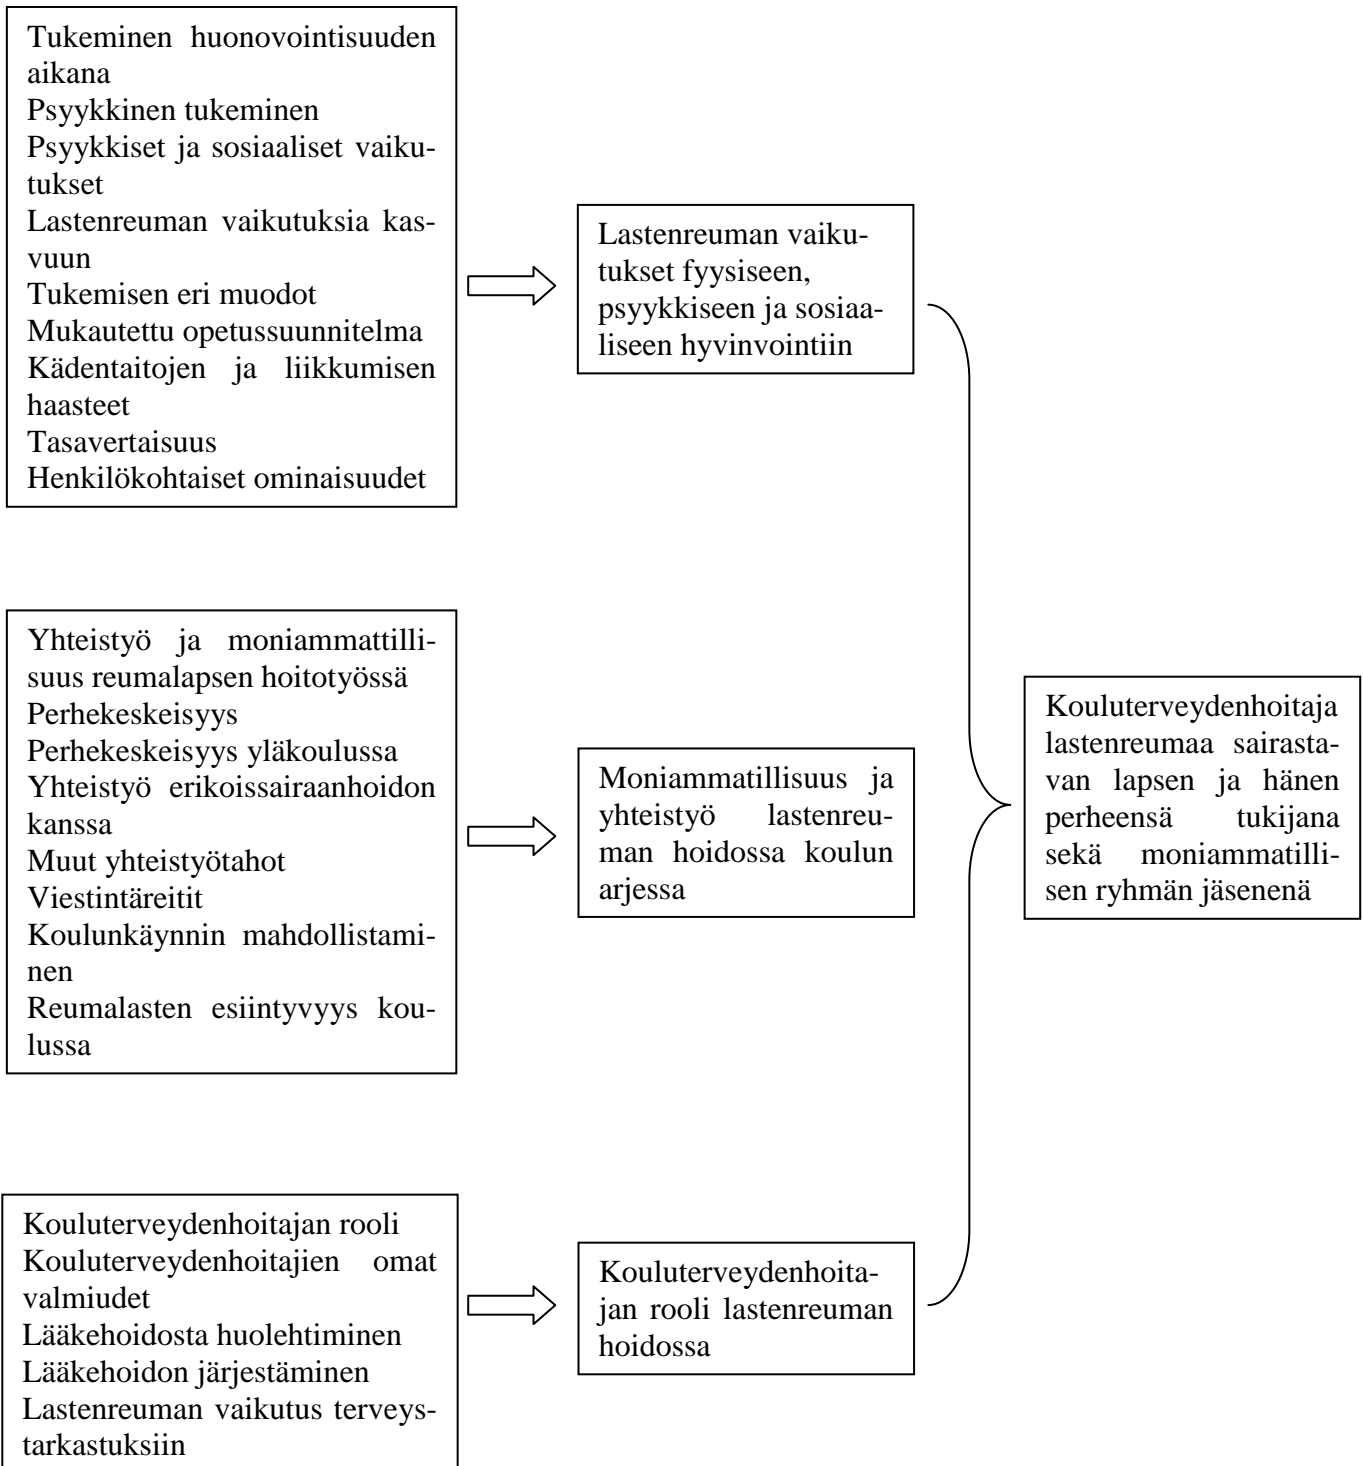 Tukeminen huonovointisuuden
aikana
Psyykkinen tukeminen
Psyykkiset ja sosiaaliset vaiku-
tukset
Lastenreuman vaikutuksia kas-
vuun
Tukemisen eri muodot
Mukautettu opetussuunnitelma
Kädentaitojen ja liikkumisen
haasteet
Tasavertaisuus
Henkilökohtaiset ominaisuudet
Lastenreuman vaiku-
tukset fyysiseen,
psyykkiseen ja sosiaa-
liseen hyvinvointiin
Yhteistyö ja moniammattilli-
suus reumalapsen hoitotyössä
Perhekeskeisyys
Perhekeskeisyys yläkoulussa
Yhteistyö erikoissairaanhoidon
kanssa
Muut yhteistyötahot
Viestintäreitit
Koulunkäynnin mahdollistami-
nen
Reumalasten esiintyvyys kou-
lussa
Moniammatillisuus ja
yhteistyö lastenreu-
man hoidossa koulun
arjessa
Kouluterveydenhoitaja
lastenreumaa sairasta-
van lapsen ja hänen
perheensä tukijana
sekä moniammatilli-
sen ryhmän jäsenenä
Kouluterveydenhoitajan rooli
Kouluterveydenhoitajien omat
valmiudet
Lääkehoidosta huolehtiminen
Lääkehoidon järjestäminen
Lastenreuman vaikutus terveys-
tarkastuksiin
Kouluterveydenhoita-
jan rooli lastenreuman
hoidossa